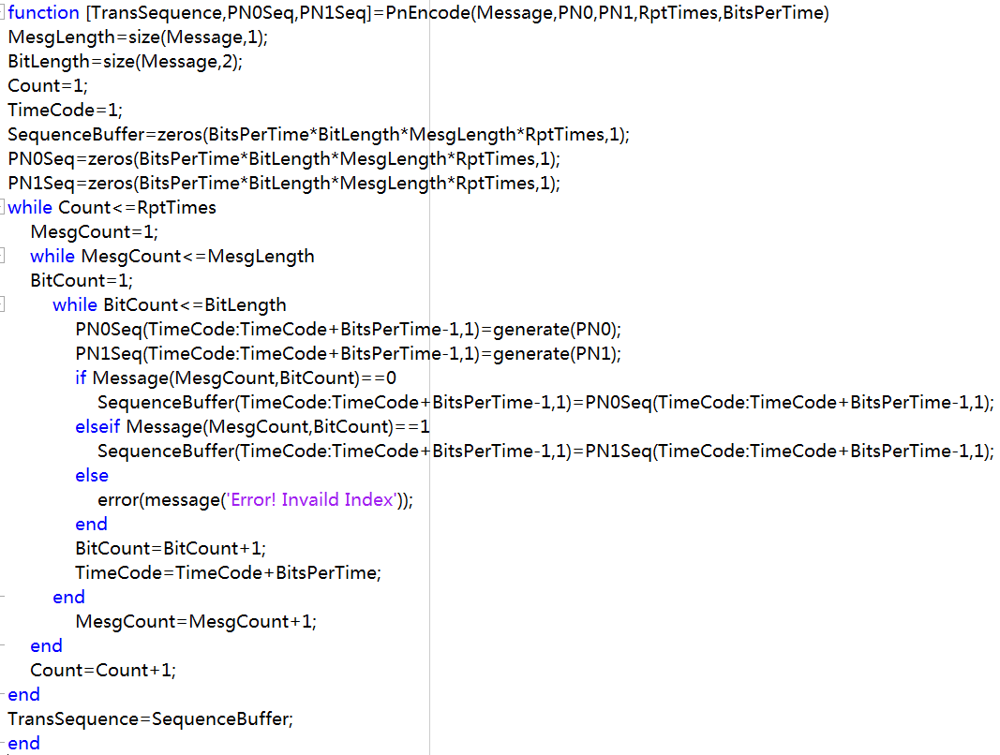 function [TransSequence,PN0Seq,PN1Seq]=PnEncode(Message,PN0,PN1,RptTimes,BitsPerTime)
MesgLength=size(Message,1);
BitLength=size(Message,2);
Count=1;
TimeCode=1;
SequenceBuffer=zeros(BitsPerTime*BitLength*MesgLength*RptTimes,1);
PN0Seq=zeros(BitsPerTime*BitLength*MesgLength*RptTimes,1);
PN1Seq=zeros(BitsPerTime*BitLength*MesgLength*RptTimes,1);
while Count<=RptTimes
    MesgCount=1;
    while MesgCount<=MesgLength
    BitCount=1;
        while BitCount<=BitLength
            PN0Seq(TimeCode:TimeCode+BitsPerTime-1,1)=generate(PN0);
            PN1Seq(TimeCode:TimeCode+BitsPerTime-1,1)=generate(PN1);
            if Message(MesgCount,BitCount)==0
                SequenceBuffer(TimeCode:TimeCode+BitsPerTime-1,1)=PN0Seq(TimeCode:TimeCode+BitsPerTime-1,1);
            elseif Message(MesgCount,BitCount)==1
                SequenceBuffer(TimeCode:TimeCode+BitsPerTime-1,1)=PN1Seq(TimeCode:TimeCode+BitsPerTime-1,1);
            else
                error(message('Error! Invaild Index'));
            end
            BitCount=BitCount+1;
            TimeCode=TimeCode+BitsPerTime;
        end
            MesgCount=MesgCount+1;
    end
    Count=Count+1;
end
TransSequence=SequenceBuffer;
end